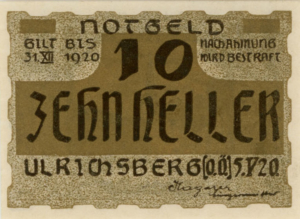 NOTGELD
GILT BIS 31.XII 1920
10
NACHAHMUNG WIRD BESTRAFT
ZEHN HELLER
ULRICHSBERG (O.Ö.) 5.V.20.